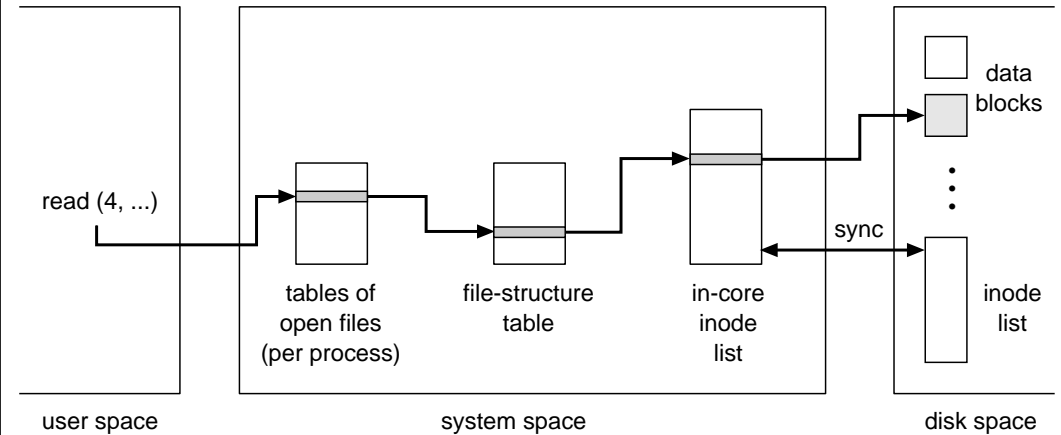 data
blocks
read (4, ...)
sync
tables of
open files
(per process)
file-structure
table
in-core
inode
list
inode
list
user space
system space
disk space